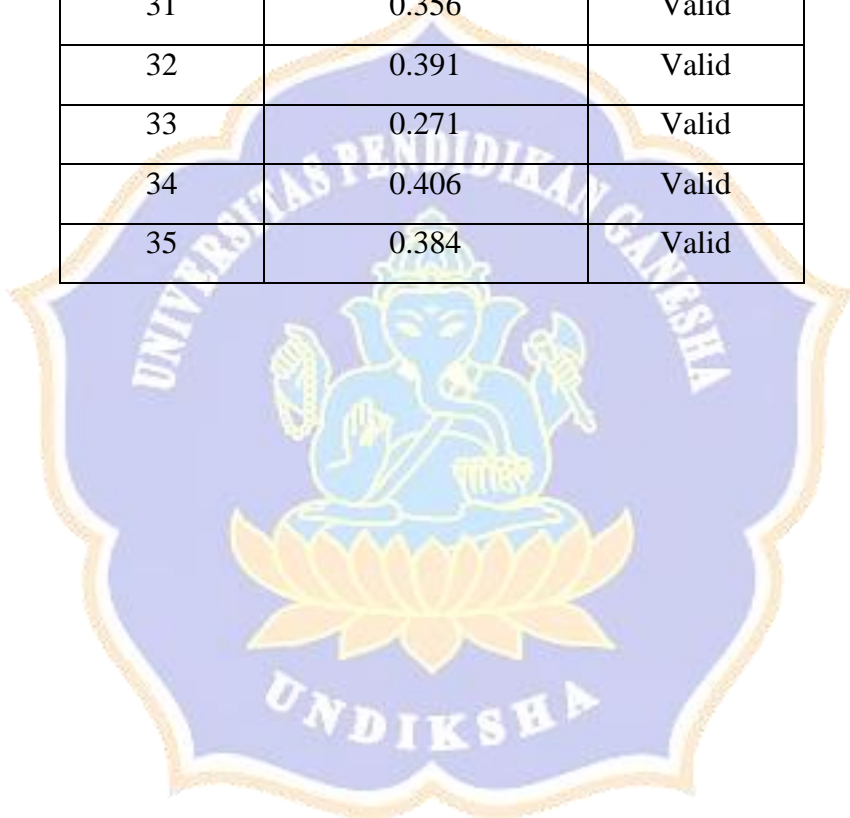 31 0.356 Valid
32 0.391 Valid
33 0.271 Valid
34 0.406 Valid
35 0.384 Valid
UNIVERSITAS PENDIDIKAN GANESHA
UNDIKSHA